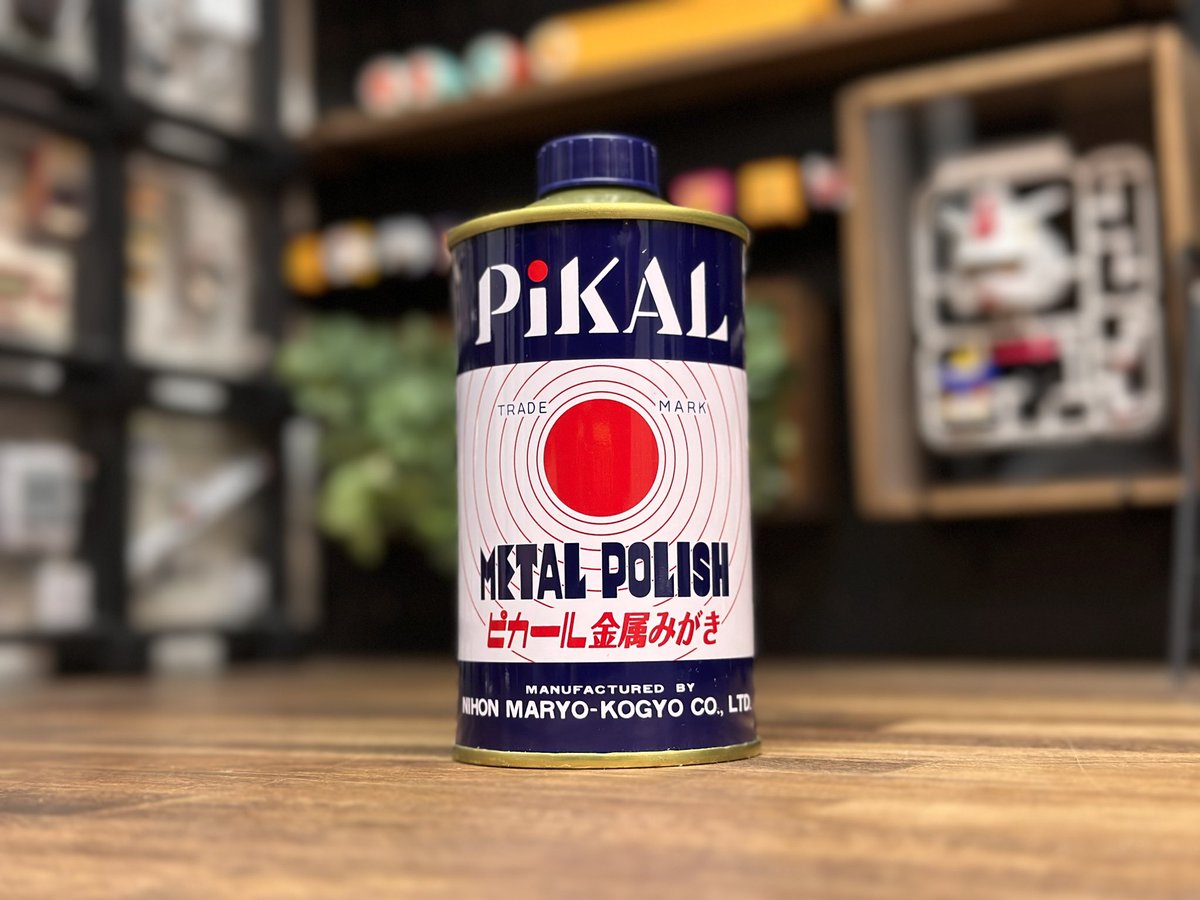 PiKAL
TRADE MARK
METAL POLISH
ピカール金属みがき
MANUFACTURED BY
NIHON MARYO-KOGYO CO., LTD.